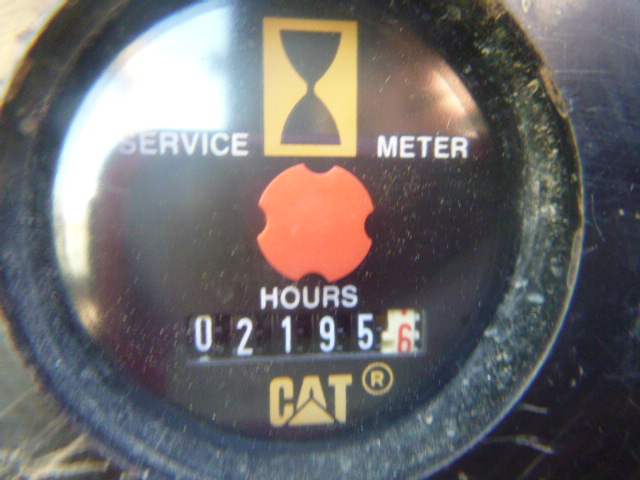 SERVICE METER
HOURS
021956
CAT ®